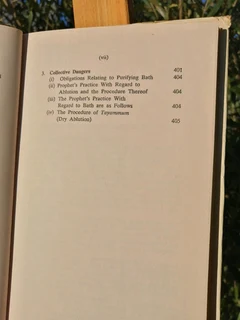 (vii)
3. Collective Dangers 401
(i) Obligations Relating to Purifying Bath 404
(ii) Prophet's Practice With Regard to
Ablution and the Procedure Thereof 404
(iii) The Prophet's Practice With
Regard to Bath are as Follows 404
(iv) The Procedure of Tayammum
(Dry Ablution) 405